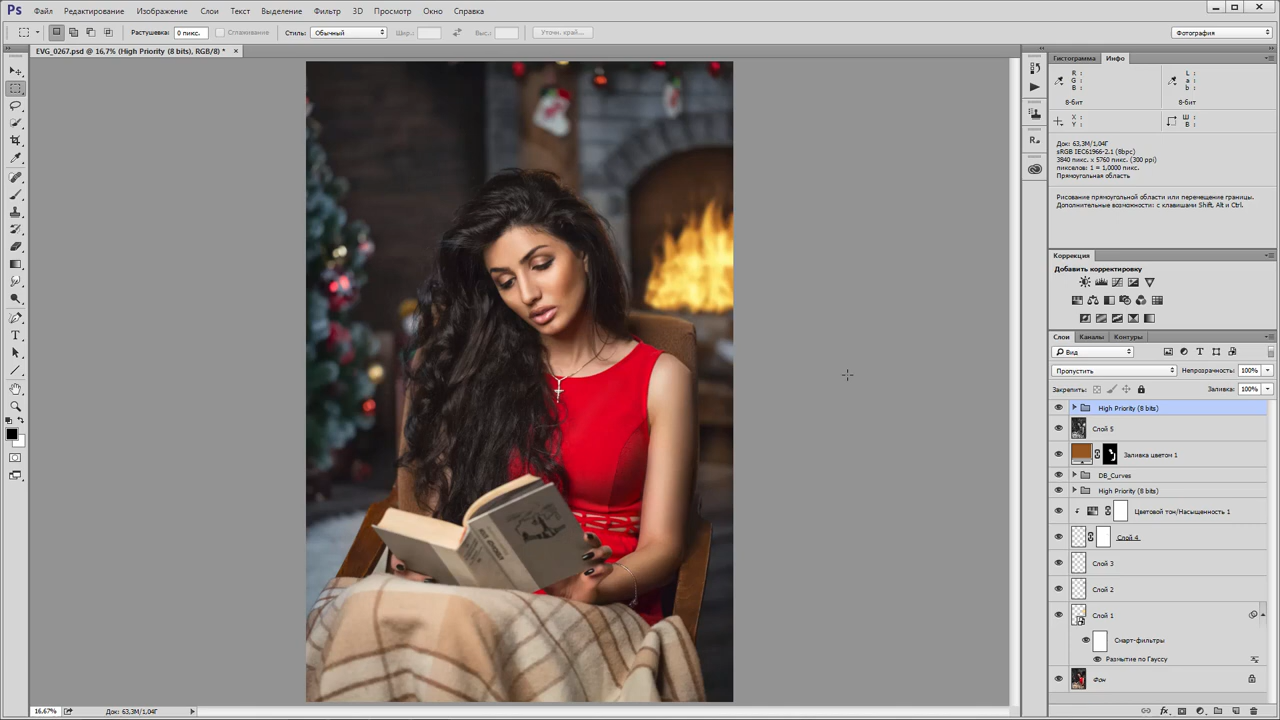 Ps Файл Редактирование Изображение Слои Текст Выделение Фильтр 3D Просмотр Окно Справка
Растушевка: 0 пикс. Сглаживание Стиль: Обычный Шир.: Выс.: Уточн. край... Фотография
EVG_0267.psd @ 16,7% (High Priority (8 bits), RGB/8) * ×
Гистограмма Инфо
R : L :
G : a :
B : b :
8-бит 8-бит
X : Ш :
Y : В :
Док: 63,3M/1,04Г
sRGB IEC61966-2.1 (8bpc)
3840 пикс. x 5760 пикс. (300 ppi)
пикселов: 1 = 1,0000 пикс.
Прямоугольная область
Рисование прямоугольной области или перемещение границы.
Дополнительные возможности: с клавишами Shift, Alt и Ctrl.
Коррекция
Добавить корректировку
Слои Каналы Контуры
Вид
Пропустить Непрозрачность: 100%
Закрепить: Заливка: 100%
High Priority (8 bits)
Слой 5
Заливка цветом 1
DB_Curves
High Priority (8 bits)
Цветовой тон/Насыщенность 1
Слой 4
Слой 3
Слой 2
Слой 1
Смарт-фильтры
Размытие по Гауссу
Фон
16.67% Док: 63,3M/1,04Г